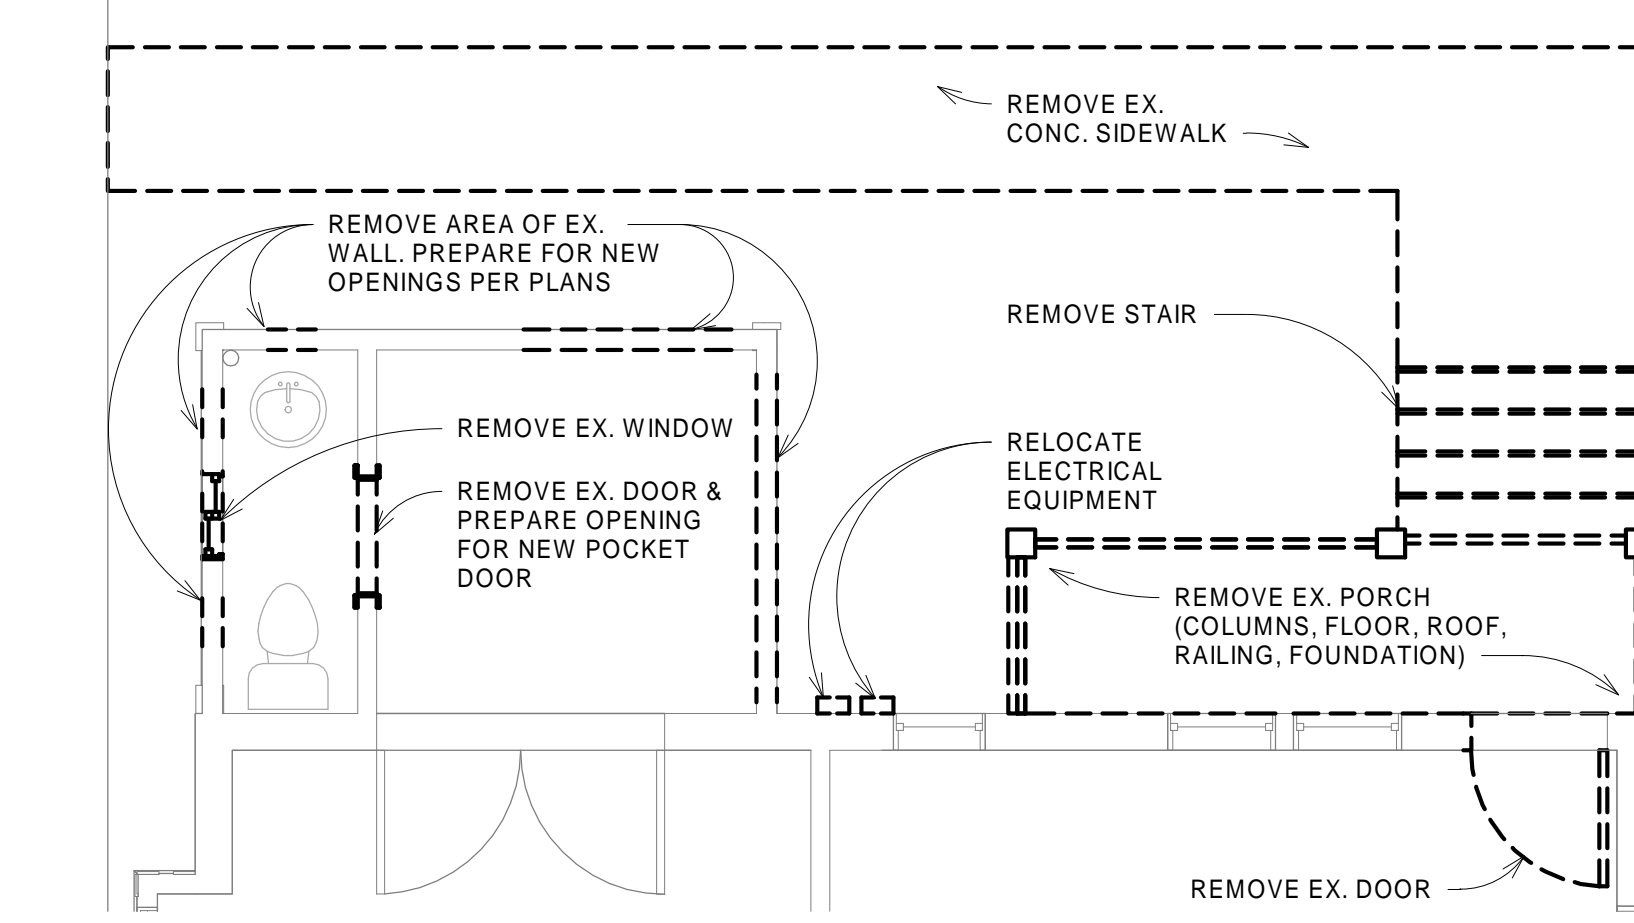 REMOVE EX.
CONC. SIDEWALK
REMOVE AREA OF EX.
WALL. PREPARE FOR NEW
OPENINGS PER PLANS
REMOVE STAIR
REMOVE EX. WINDOW
REMOVE EX. DOOR &
PREPARE OPENING
FOR NEW POCKET
DOOR
RELOCATE
ELECTRICAL
EQUIPMENT
REMOVE EX. PORCH
(COLUMNS, FLOOR, ROOF,
RAILING, FOUNDATION)
REMOVE EX. DOOR